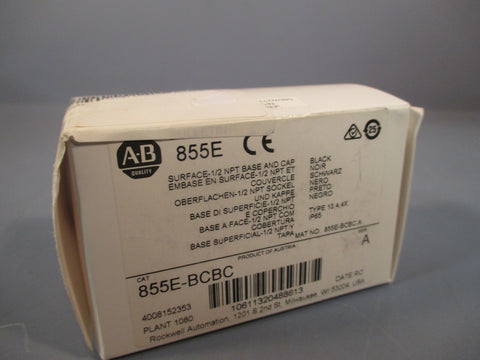 A-B
QUALITY
855E CE
25
SURFACE-1/2 NPT BASE AND CAP BLACK
EMBASE EN SURFACE-1/2 NPT ET NOIR
COUVERCLE SCHWARZ
OBERFLACHEN-1/2 NPT SOCKEL NERO
UND KAPPE PRETO
BASE DI SUPERFICIE-1/2 NPT NEGRO
E COPERCHIO
BASE A FACE-1/2 NPT COM TYPE 13,4,4X
COBERTURA IP65
BASE SUPERFICIAL-1/2 NPT Y
TAPA MAT NO 855E-BCBC A
PRODUCT OF AUSTRIA
SER
A
CAT
855E-BCBC
4008152353
10611320488613
DATE RC
PLANT 1080
Rockwell Automation, 1201 S 2nd St, Milwaukee, WI 53204, USA